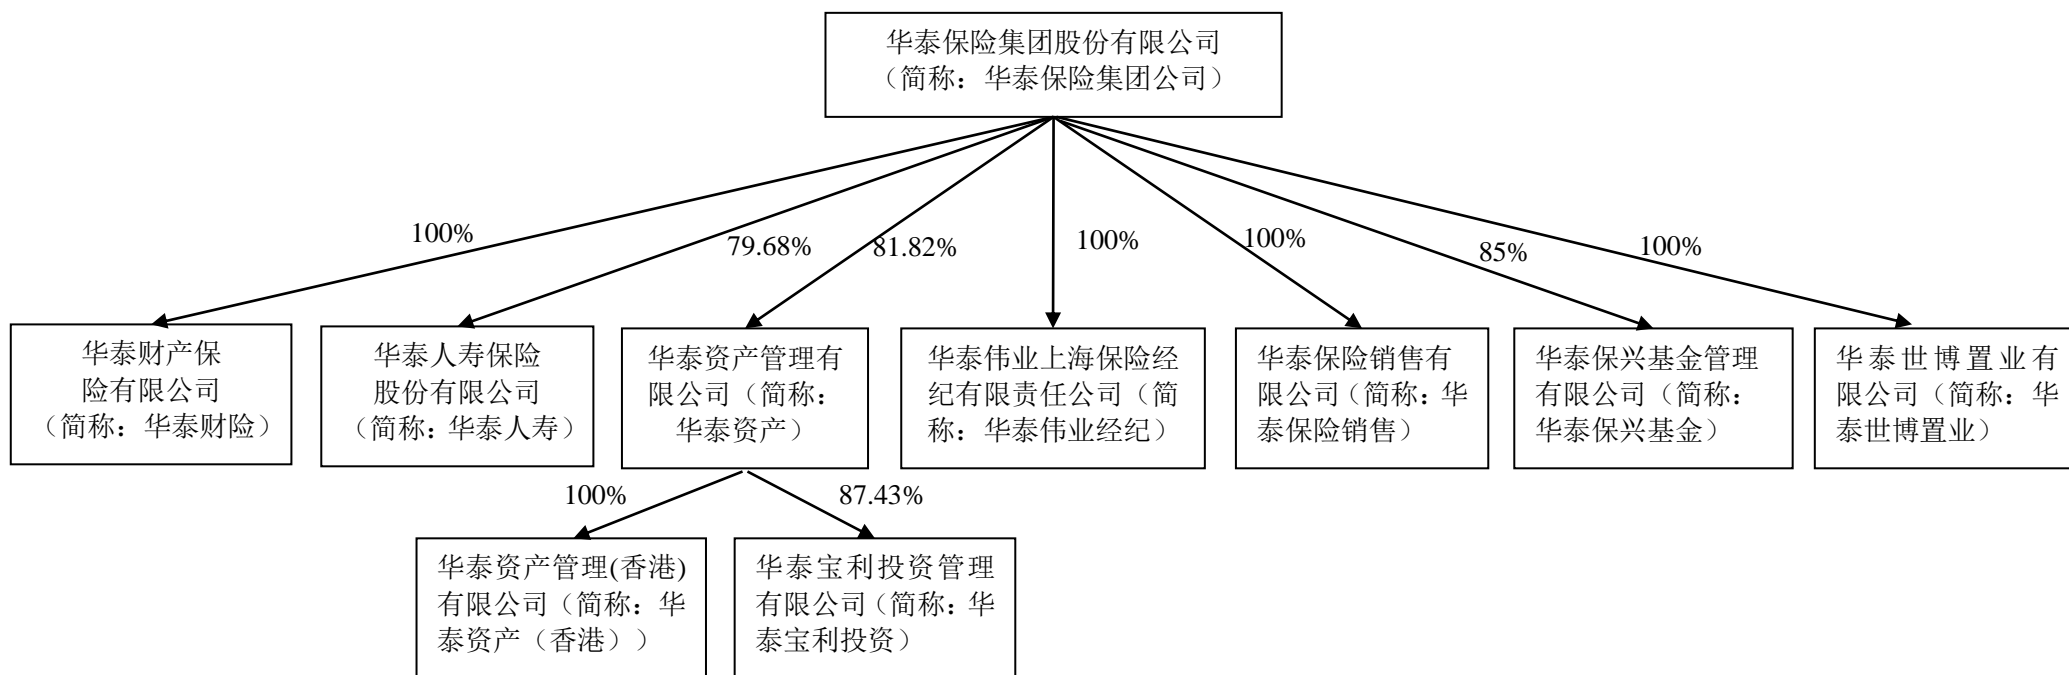 华泰保险集团股份有限公司
（简称：华泰保险集团公司）
100%
79.68%
81.82%
100%
100%
85%
100%
华泰财产保
险有限公司
（简称：华泰财险）
华泰人寿保险
股份有限公司
（简称：华泰人寿）
华泰资产管理有
限公司（简称：
华泰资产）
华泰伟业上海保险经
纪有限责任公司（简
称：华泰伟业经纪）
华泰保险销售有
限公司（简称：华
泰保险销售）
华泰保兴基金管理
有限公司（简称：
华泰保兴基金）
华泰世博置业有
限公司（简称：华
泰世博置业）
100%
87.43%
华泰资产管理(香港)
有限公司（简称：华
泰资产（香港））
华泰宝利投资管理
有限公司（简称：华
泰宝利投资）